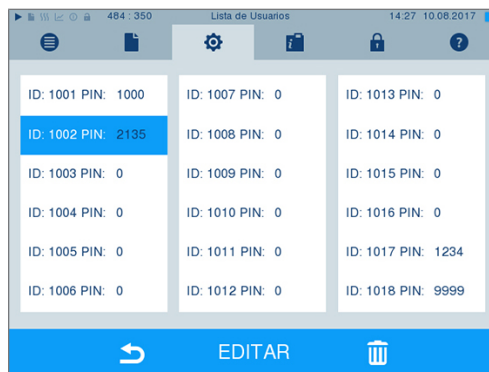 484 : 350 Lista de Usuarios 14:27 10.08.2017
ID: 1001 PIN: 1000
ID: 1002 PIN: 2135
ID: 1003 PIN: 0
ID: 1004 PIN: 0
ID: 1005 PIN: 0
ID: 1006 PIN: 0
ID: 1007 PIN: 0
ID: 1008 PIN: 0
ID: 1009 PIN: 0
ID: 1010 PIN: 0
ID: 1011 PIN: 0
ID: 1012 PIN: 0
ID: 1013 PIN: 0
ID: 1014 PIN: 0
ID: 1015 PIN: 0
ID: 1016 PIN: 0
ID: 1017 PIN: 1234
ID: 1018 PIN: 9999
EDITAR